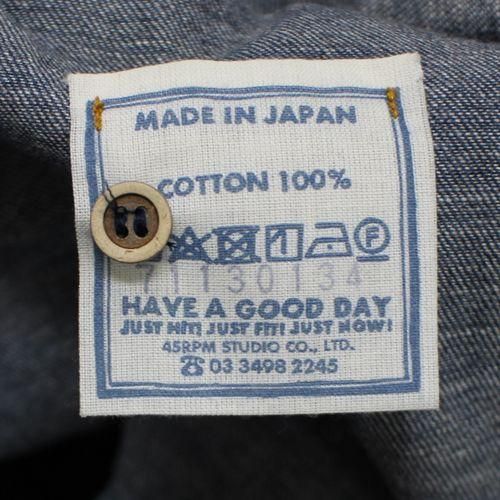 MADE IN JAPAN
COTTON 100%
F
71130134
HAVE A GOOD DAY
JUST HIT! JUST FIT! JUST NOW!
45RPM STUDIO CO., LTD.
☎ 03 3498 2245